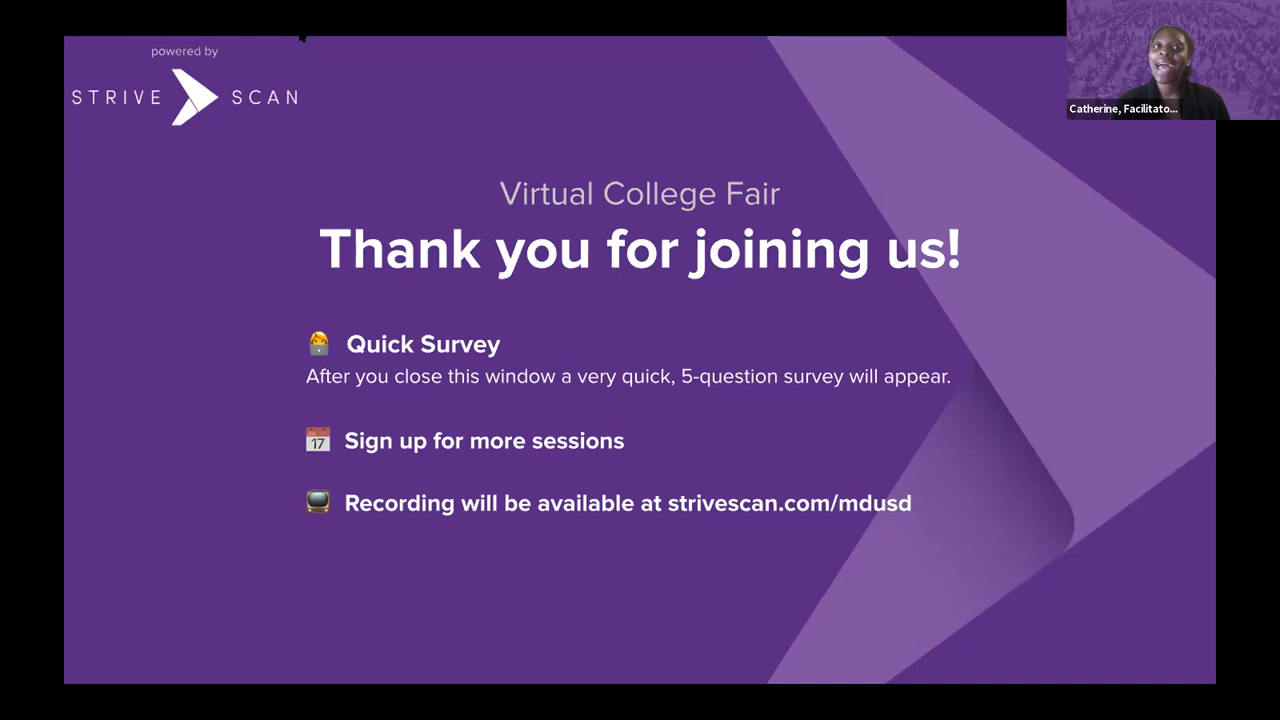 powered by
STRIVE SCAN
Catherine, Facilitato...
Virtual College Fair
Thank you for joining us!
Quick Survey
After you close this window a very quick, 5-question survey will appear.
17
Sign up for more sessions
Recording will be available at strivescan.com/mdusd